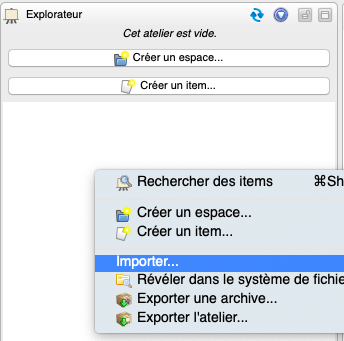 Explorateur
Cet atelier est vide.
Créer un espace...
Créer un item...
Rechercher des items ⌘Sh
Créer un espace...
Créer un item...
Importer...
Révéler dans le système de fichie
Exporter une archive...
Exporter l'atelier...